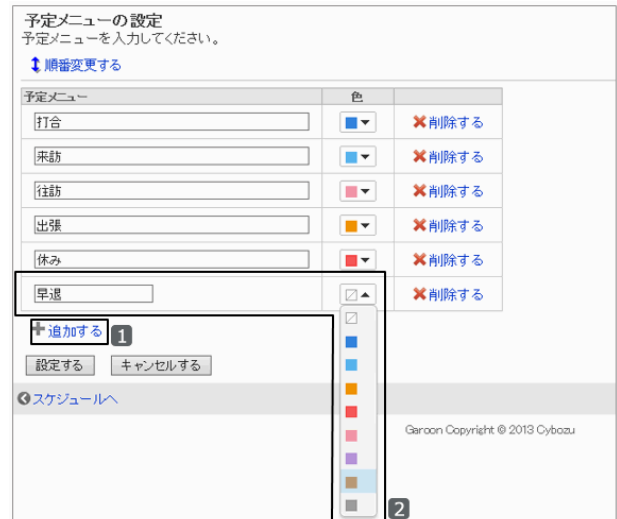 予定メニューの設定
予定メニューを入力してください。
順番変更する
予定メニュー 色
打合 削除する
来訪 削除する
往訪 削除する
出張 削除する
休み 削除する
早退 削除する
追加する 1
設定する キャンセルする
スケジュールへ
Garoon Copyright © 2013 Cybozu
2